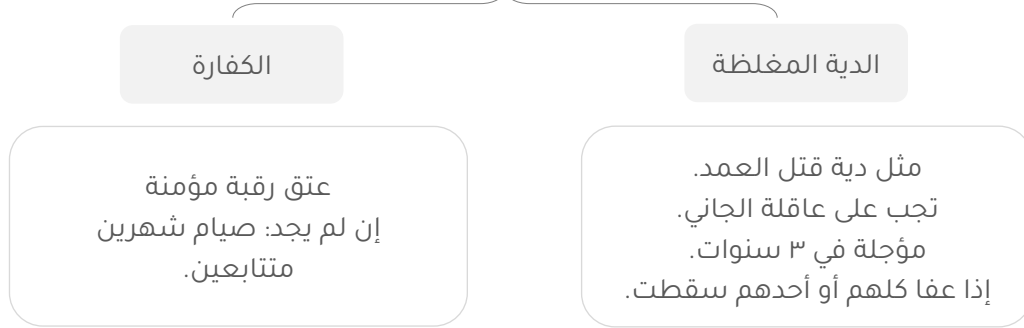 الدية المغلظة
مثل دية قتل العمد.
تجب على عاقلة الجاني.
مؤجلة في ٣ سنوات.
إذا عفا كلهم أو أحدهم سقطت.
الكفارة
عتق رقبة مؤمنة
إن لم يجد: صيام شهرين
متتابعين.